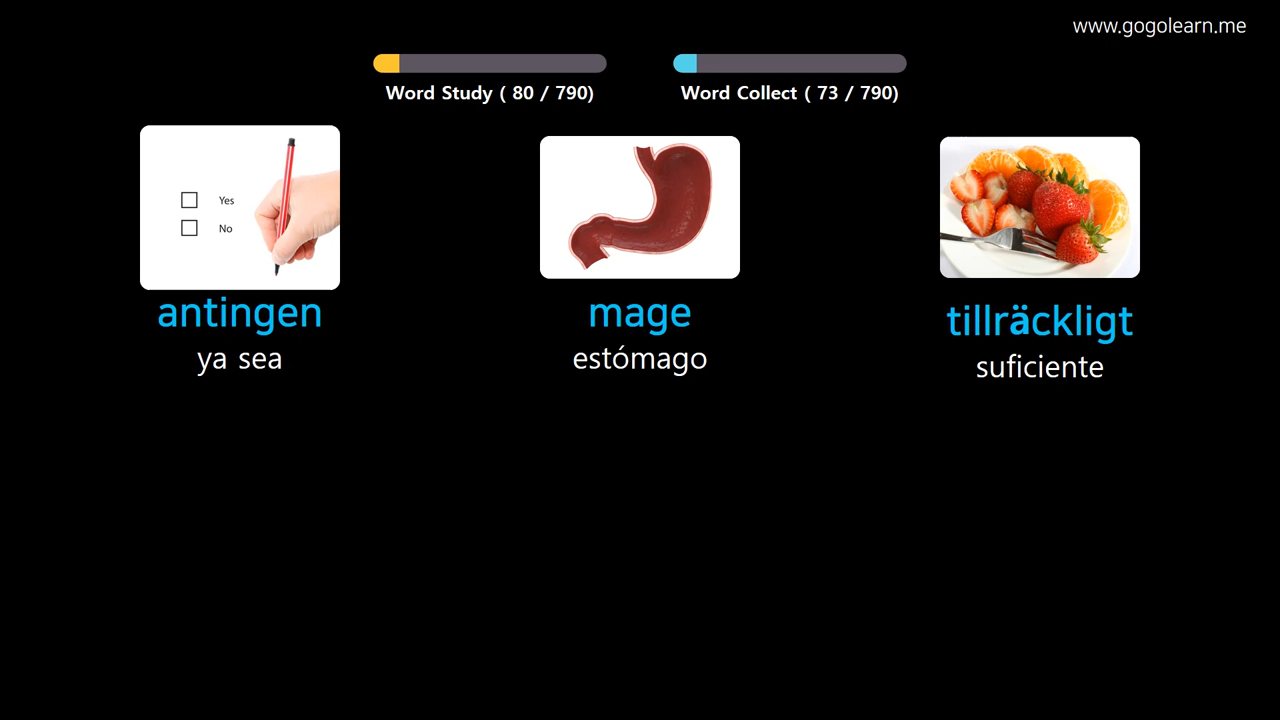 www.gogolearn.me
Word Study ( 80 / 790)
Word Collect ( 73 / 790)
Yes
No
antingen
ya sea
mage
estómago
tillräckligt
suficiente